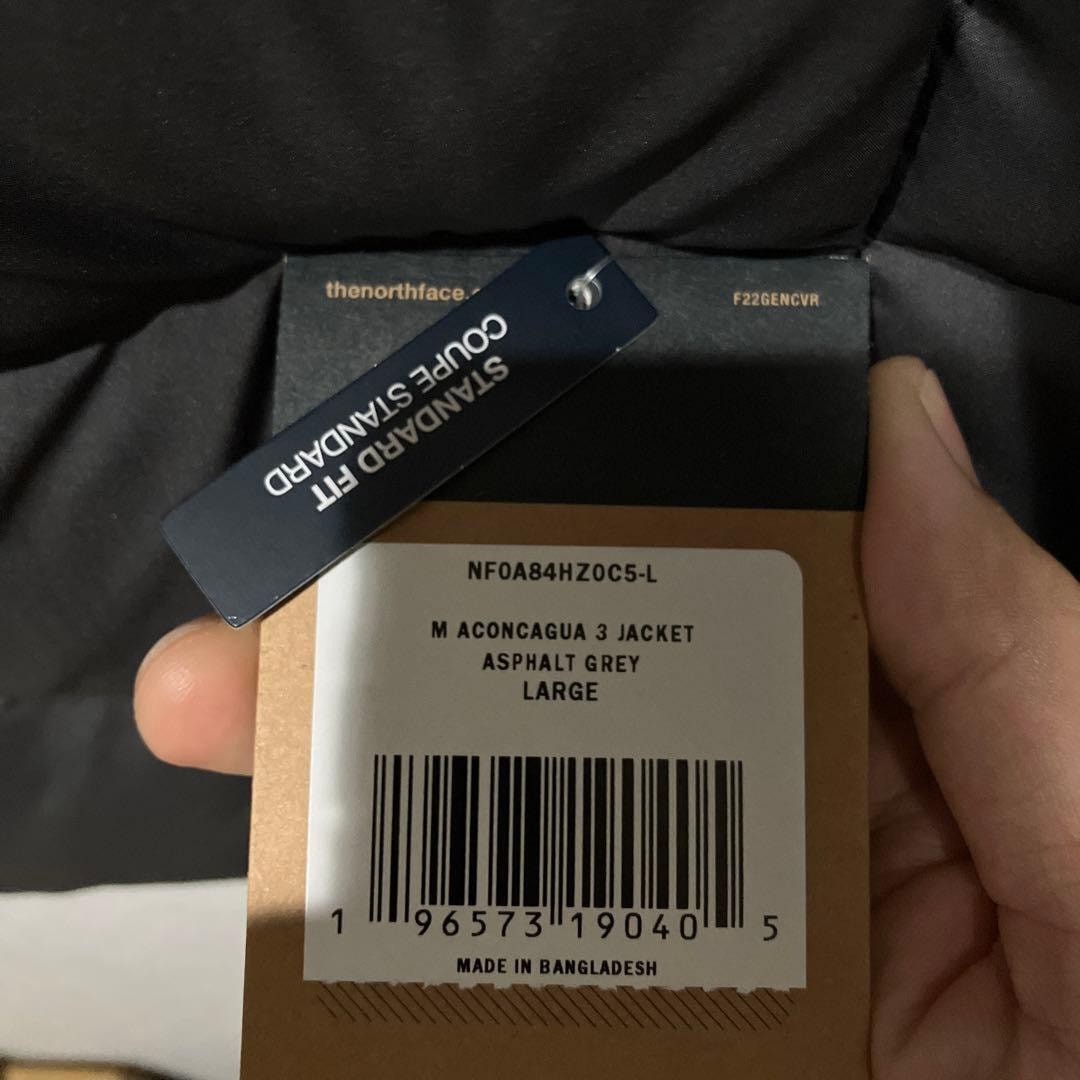 thenorthface.
F22GENCVR
STANDARD FIT
COUPE STANDARD
NF0A84HZ0C5-L
M ACONCAGUA 3 JACKET
ASPHALT GREY
LARGE
1 96573 19040 5
MADE IN BANGLADESH